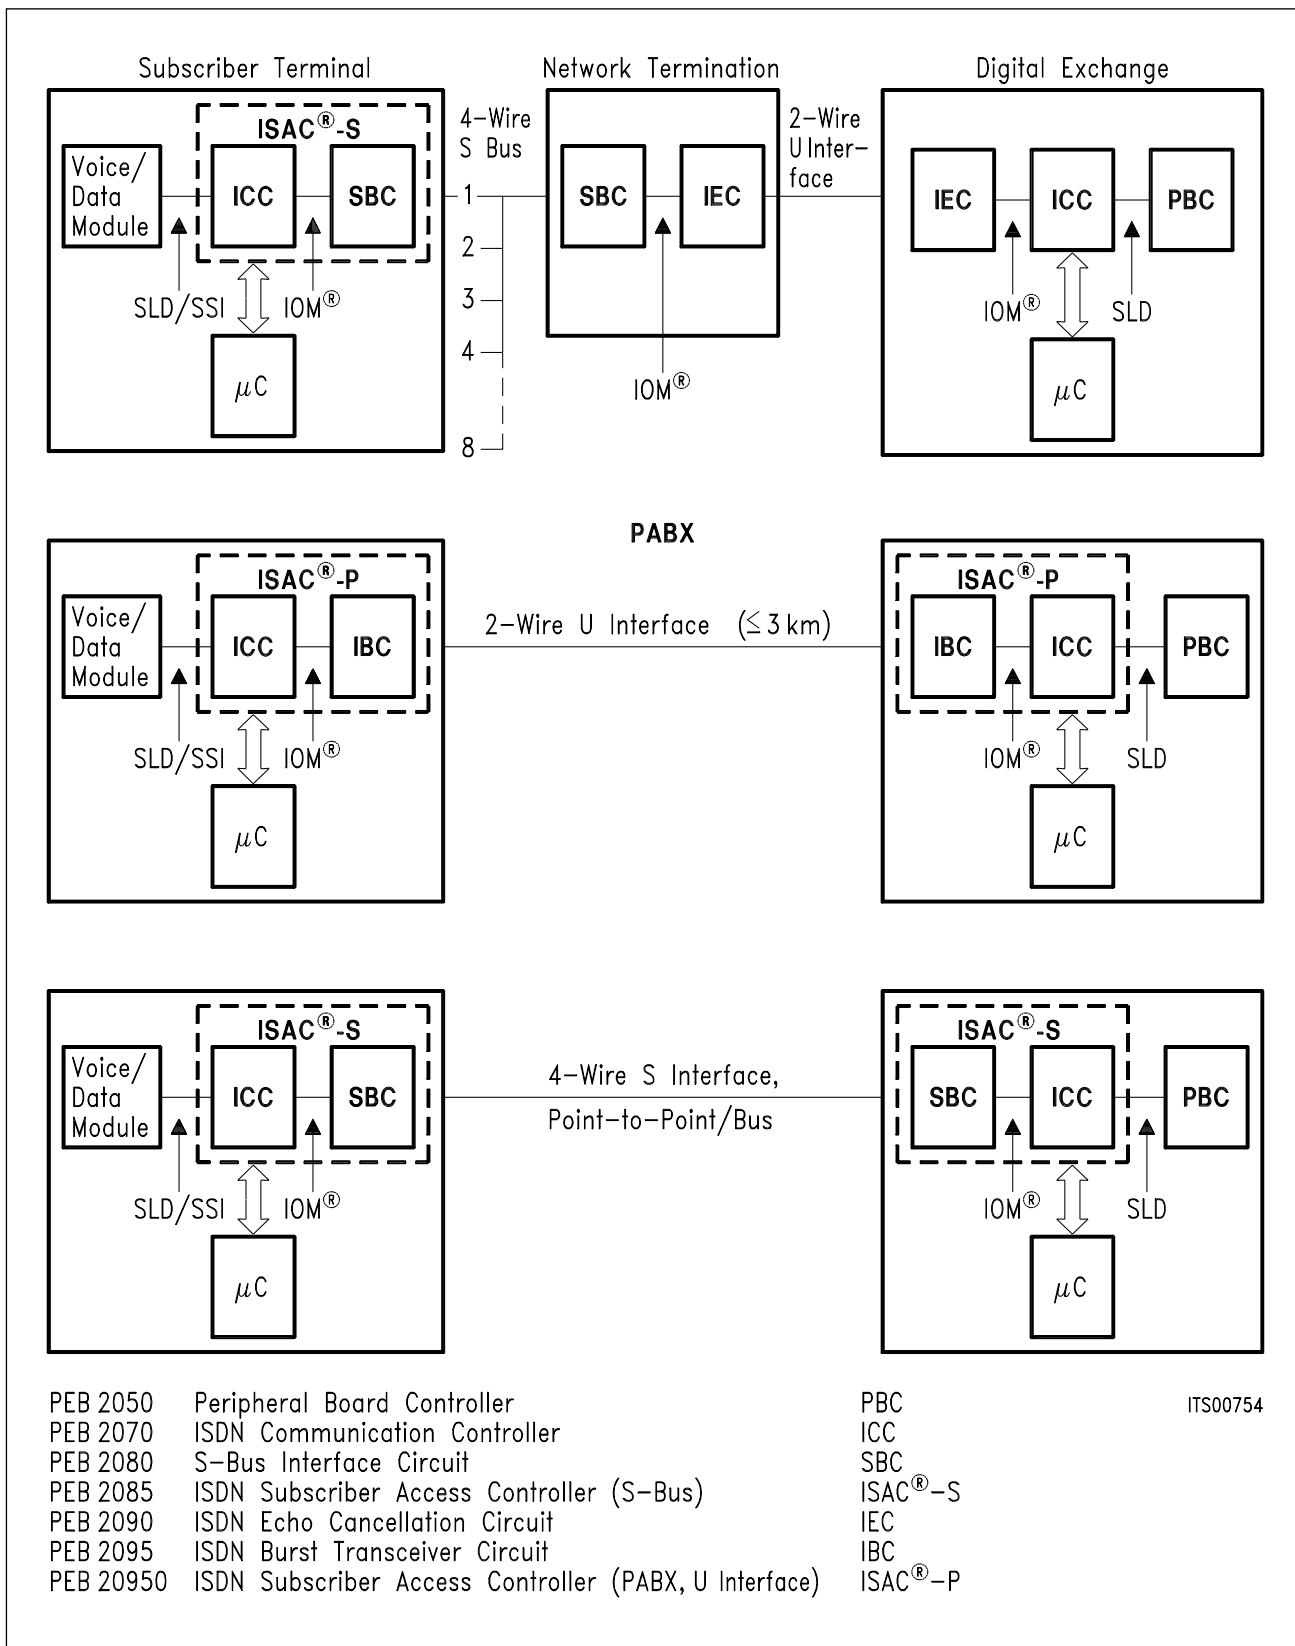 Subscriber Terminal
Network Termination
Digital Exchange
ISAC®-S
4-Wire
S Bus
2-Wire
U Inter-
face
Voice/
Data
Module
ICC
SBC
1
2
3
4
8
SBC
IEC
IEC
ICC
PBC
SLD/SSI
IOM®
IOM®
IOM®
SLD
μC
μC
PABX
ISAC®-P
ISAC®-P
Voice/
Data
Module
ICC
IBC
2-Wire U Interface (≤3 km)
IBC
ICC
PBC
SLD/SSI
IOM®
IOM®
SLD
μC
μC
ISAC®-S
ISAC®-S
Voice/
Data
Module
ICC
SBC
4-Wire S Interface,
Point-to-Point/Bus
SBC
ICC
PBC
SLD/SSI
IOM®
IOM®
SLD
μC
μC
PEB 2050 Peripheral Board Controller PBC ITS00754
PEB 2070 ISDN Communication Controller ICC
PEB 2080 S-Bus Interface Circuit SBC
PEB 2085 ISDN Subscriber Access Controller (S-Bus) ISAC®-S
PEB 2090 ISDN Echo Cancellation Circuit IEC
PEB 2095 ISDN Burst Transceiver Circuit IBC
PEB 20950 ISDN Subscriber Access Controller (PABX, U Interface) ISAC®-P